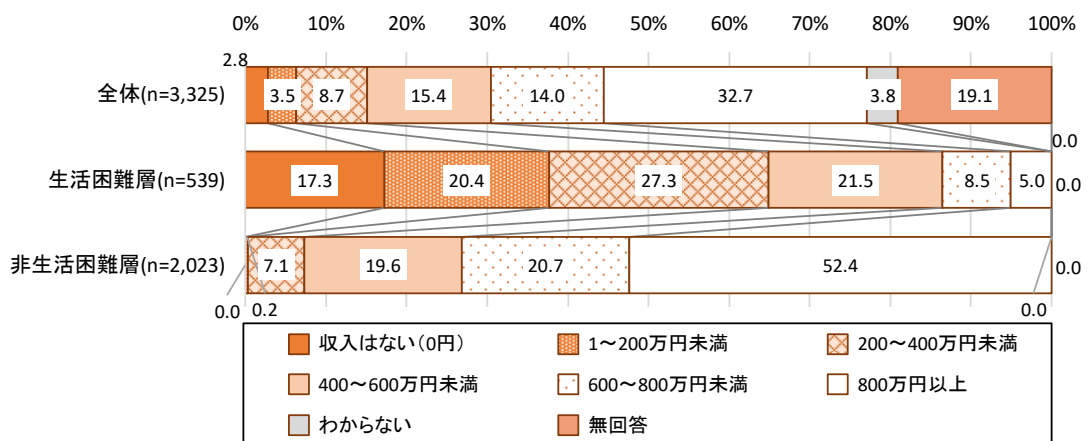 0% 10% 20% 30% 40% 50% 60% 70% 80% 90% 100%
2.8
全体(n=3,325) 3.5 8.7 15.4 14.0 32.7 3.8 19.1
0.0
生活困難層(n=539) 17.3 20.4 27.3 21.5 8.5 5.0 0.0
非生活困難層(n=2,023) 7.1 19.6 20.7 52.4 0.0
0.0 0.2 0.0
収入はない(0円) 1~200万円未満 200~400万円未満
400~600万円未満 600~800万円未満 800万円以上
わからない 無回答